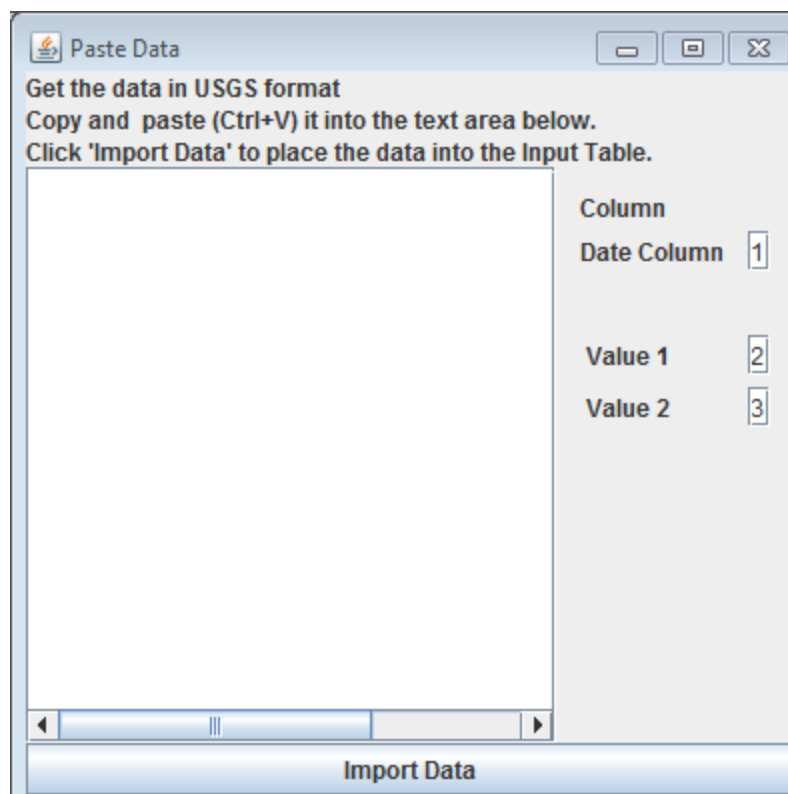 Paste Data
Get the data in USGS format
Copy and  paste (Ctrl+V) it into the text area below.
Click 'Import Data' to place the data into the Input Table.
Column
Date Column 1
Value 1 2
Value 2 3
Import Data